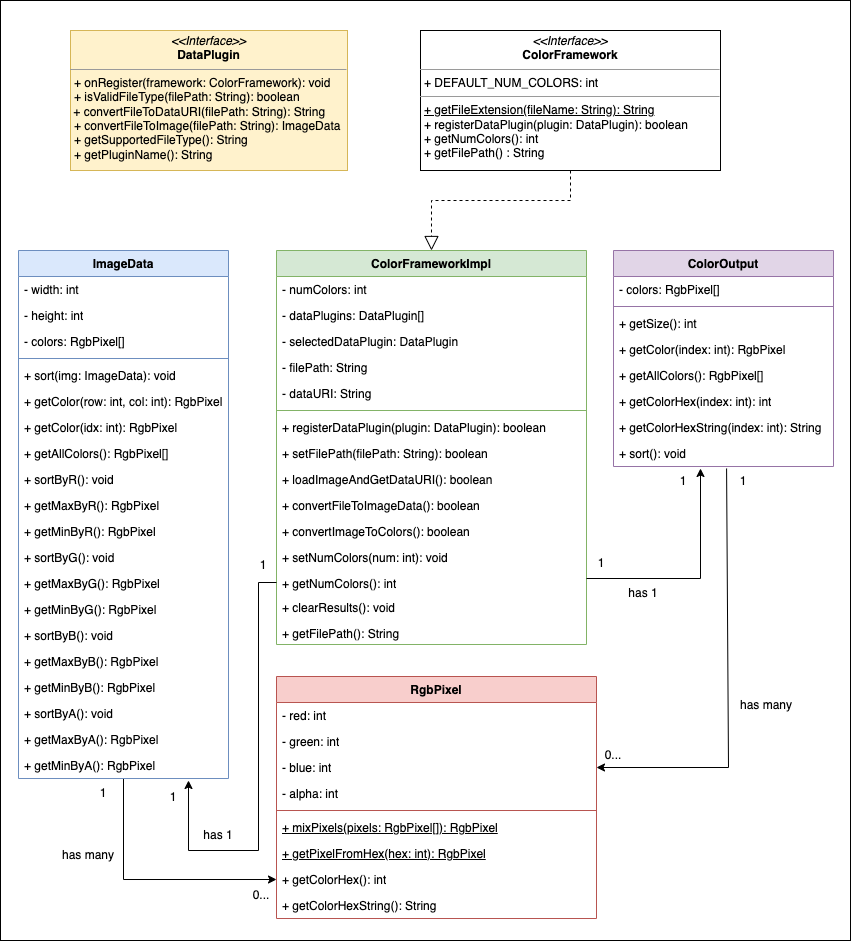 <<Interface>>
DataPlugin
+ onRegister(framework: ColorFramework): void
+ isValidFileType(filePath: String): boolean
+ convertFileToDataURI(filePath: String): String
+ convertFileToImage(filePath: String): ImageData
+ getSupportedFileType(): String
+ getPluginName(): String
<<Interface>>
ColorFramework
+ DEFAULT_NUM_COLORS: int
+ getFileExtension(fileName: String): String
+ registerDataPlugin(plugin: DataPlugin): boolean
+ getNumColors(): int
+ getFilePath() : String
ImageData
- width: int
- height: int
- colors: RgbPixel[]
+ sort(img: ImageData): void
+ getColor(row: int, col: int): RgbPixel
+ getColor(idx: int): RgbPixel
+ getAllColors(): RgbPixel[]
+ sortByR(): void
+ getMaxByR(): RgbPixel
+ getMinByR(): RgbPixel
+ sortByG(): void
+ getMaxByG(): RgbPixel
+ getMinByG(): RgbPixel
+ sortByB(): void
+ getMaxByB(): RgbPixel
+ getMinByB(): RgbPixel
+ sortByA(): void
+ getMaxByA(): RgbPixel
+ getMinByA(): RgbPixel
ColorFrameworkImpl
- numColors: int
- dataPlugins: DataPlugin[]
- selectedDataPlugin: DataPlugin
- filePath: String
- dataURI: String
+ registerDataPlugin(plugin: DataPlugin): boolean
+ setFilePath(filePath: String): boolean
+ loadImageAndGetDataURI(): boolean
+ convertFileToImageData(): boolean
+ convertImageToColors(): boolean
+ setNumColors(num: int): void
+ getNumColors(): int
+ clearResults(): void
+ getFilePath(): String
ColorOutput
- colors: RgbPixel[]
+ getSize(): int
+ getColor(index: int): RgbPixel
+ getAllColors(): RgbPixel[]
+ getColorHex(index: int): int
+ getColorHexString(index: int): String
+ sort(): void
1
1
1
1
has 1
has many
0...
RgbPixel
- red: int
- green: int
- blue: int
- alpha: int
+ mixPixels(pixels: RgbPixel[]): RgbPixel
+ getPixelFromHex(hex: int): RgbPixel
+ getColorHex(): int
+ getColorHexString(): String
1
1
has 1
has many
0...